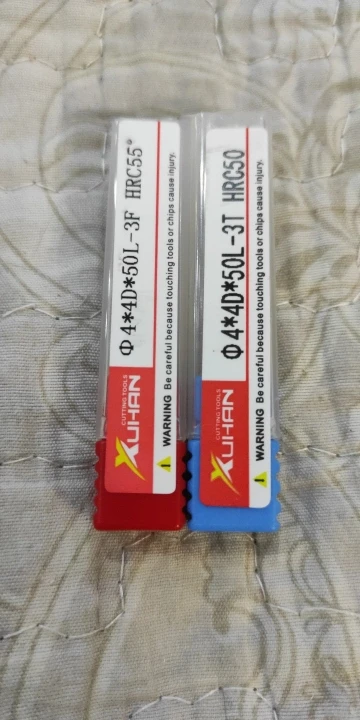 Φ4*4D*50L-3F HRC55°
CUTTING TOOLS
XUHAN
WARNING Be careful because touching tools or chips cause injury.
Φ4*4D*50L-3T HRC50
CUTTING TOOLS
XUHAN
WARNING Be careful because touching tools or chips cause injury.